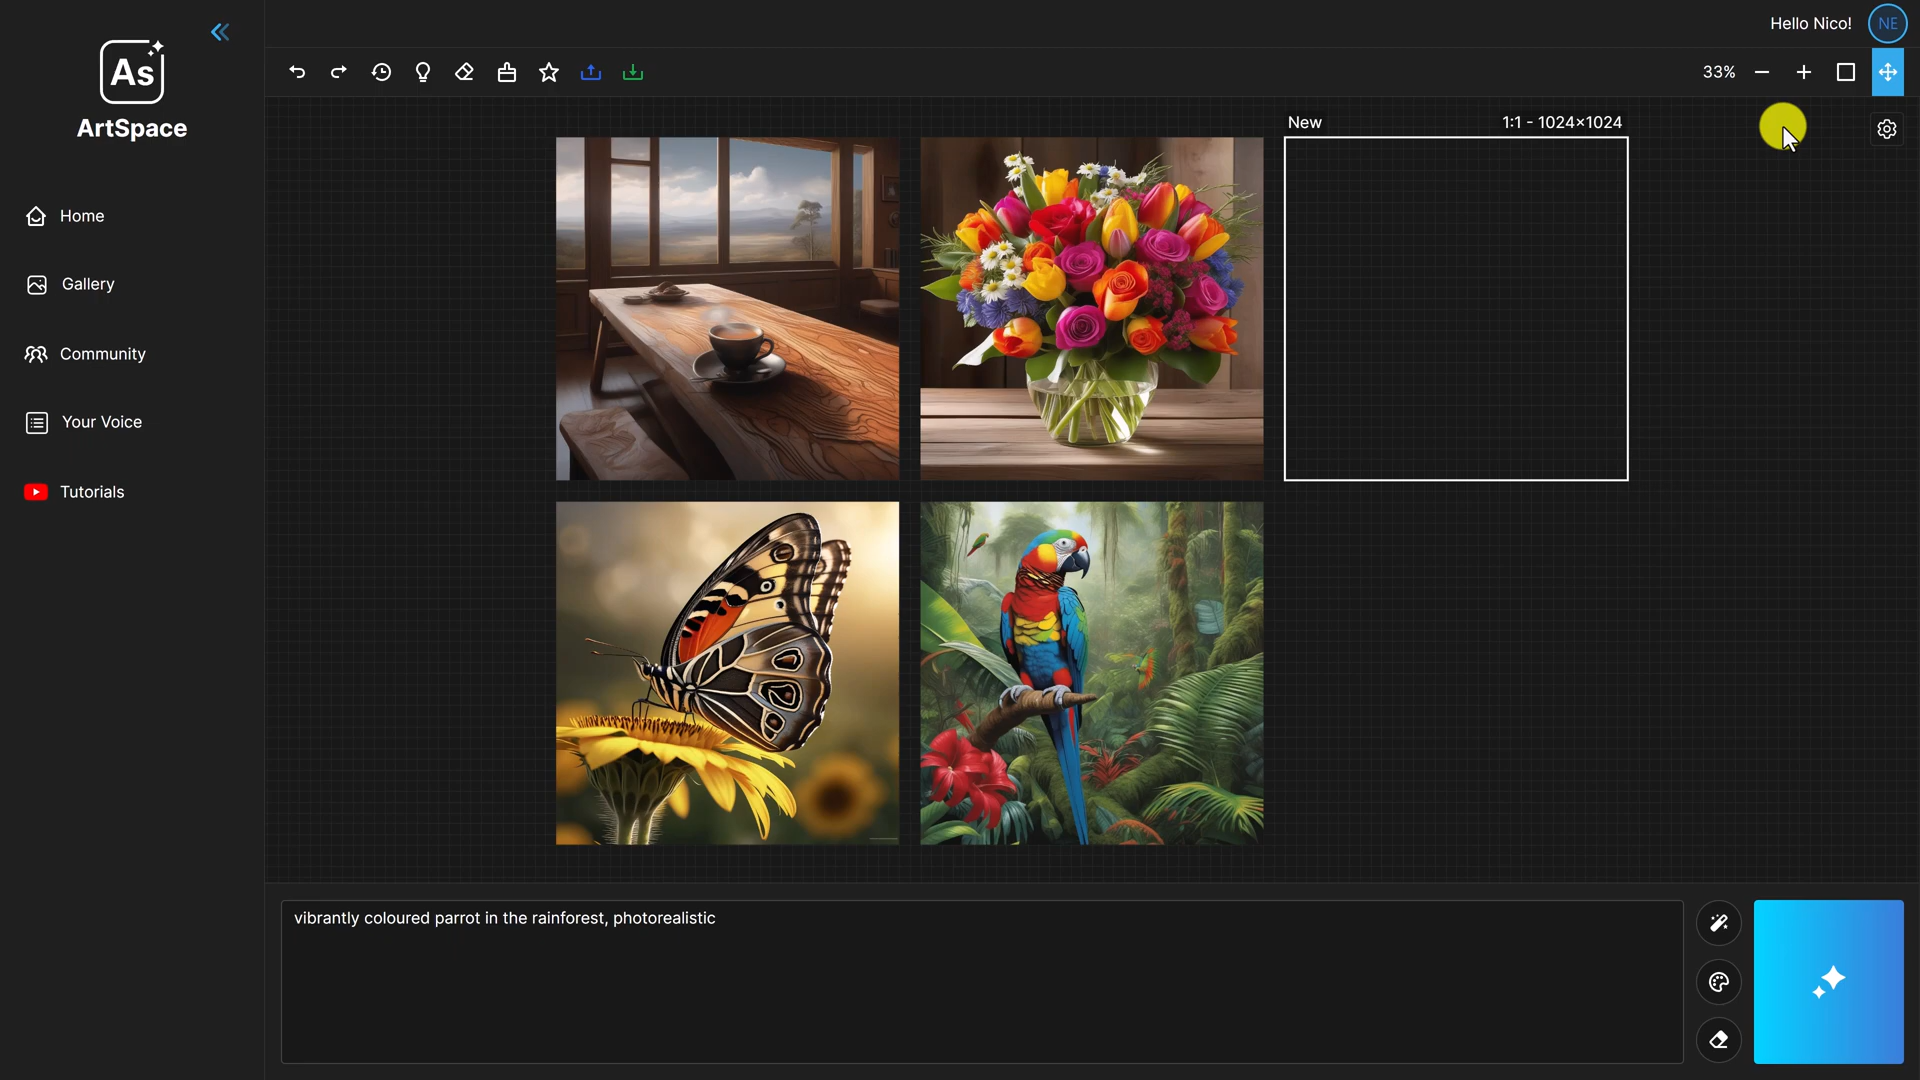 Hello Nico!
NE
As
ArtSpace
33%
New
1:1 - 1024×1024
Home
Gallery
Community
Your Voice
Tutorials
vibrantly coloured parrot in the rainforest, photorealistic